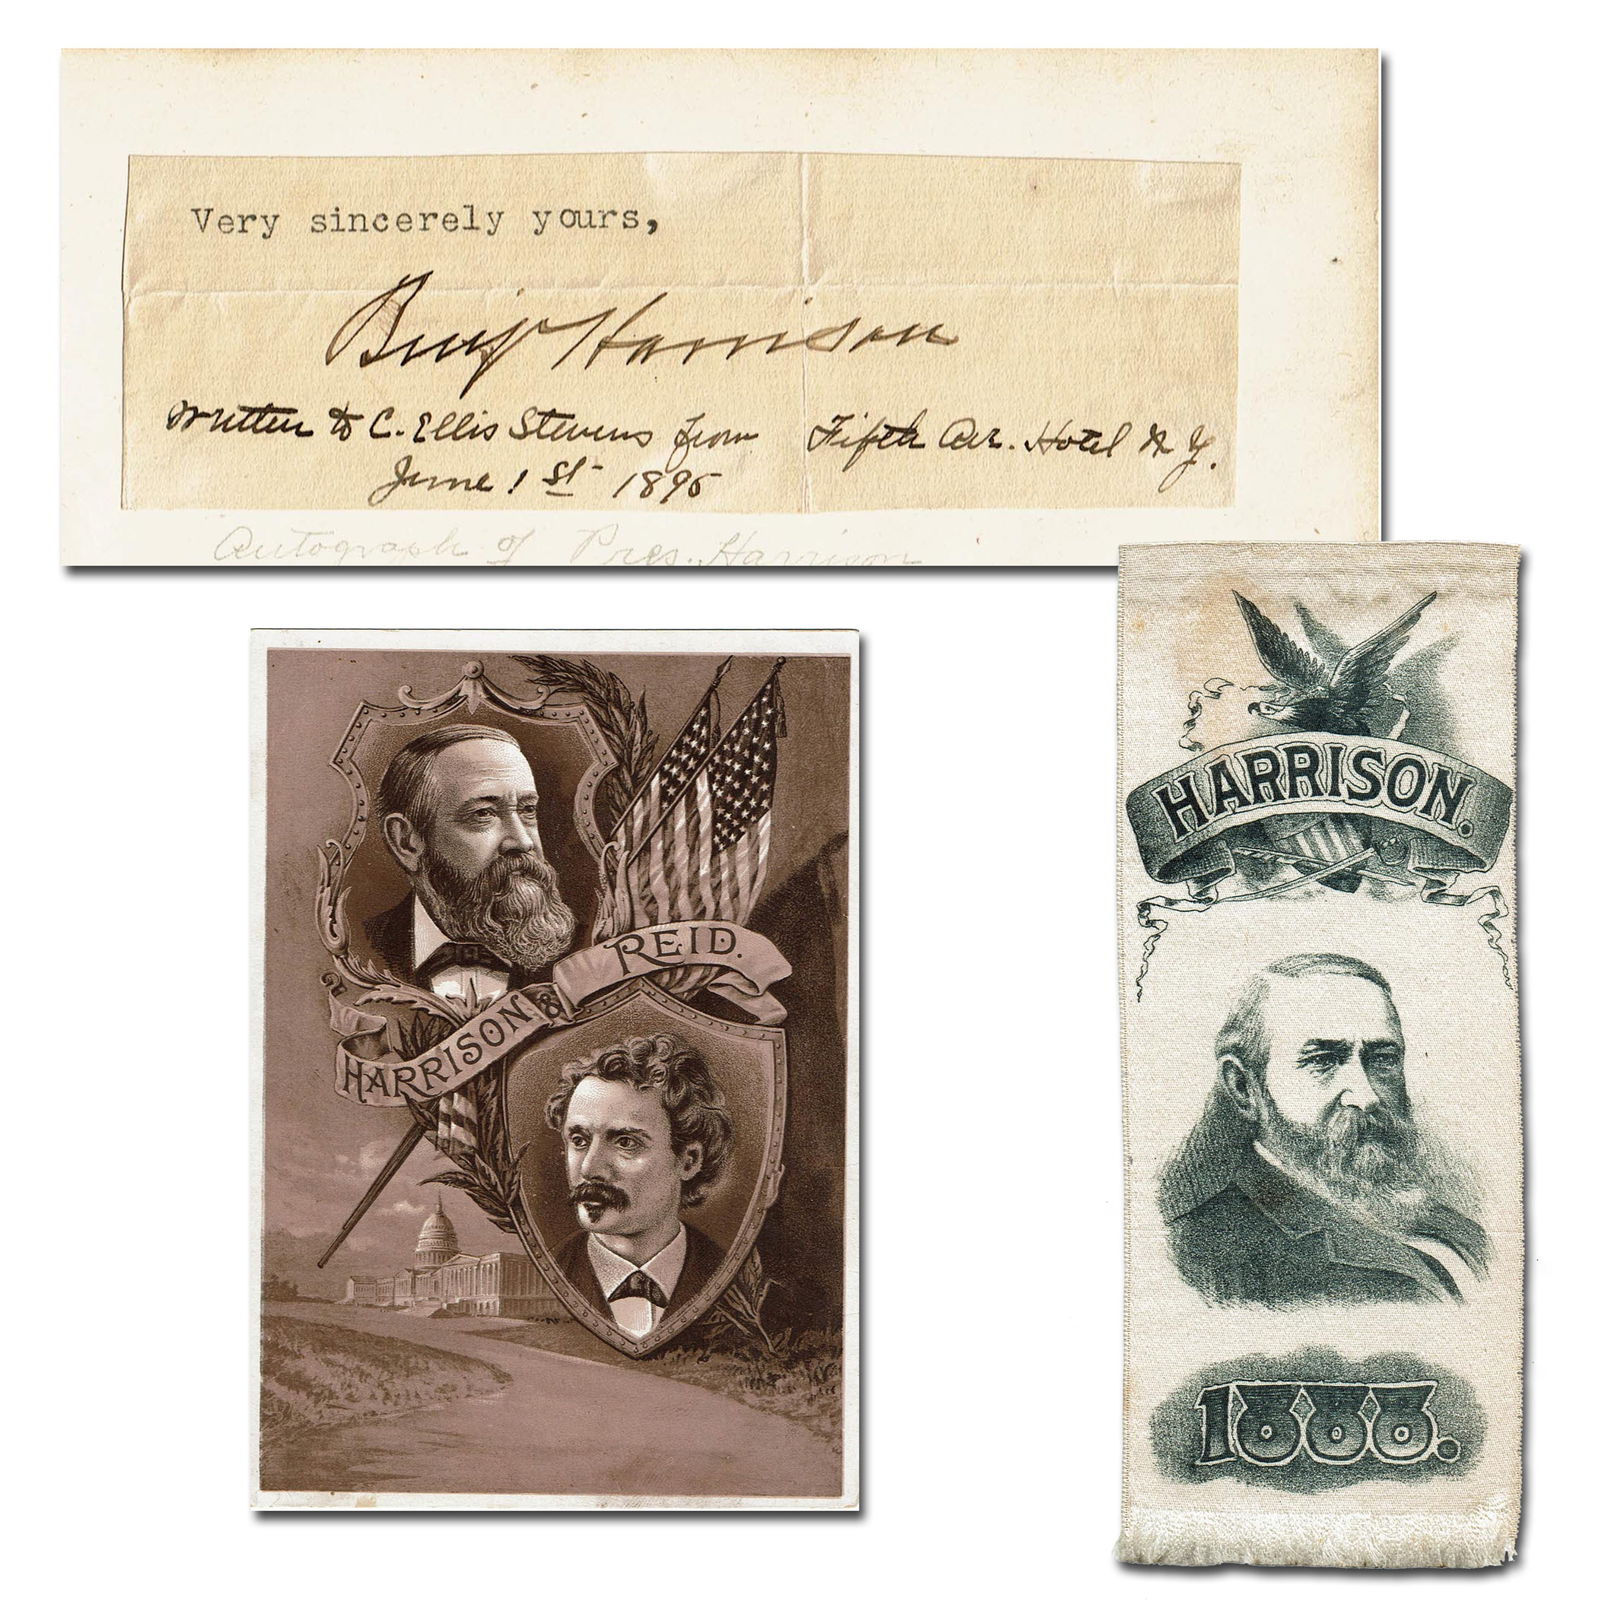 Very sincerely yours,
Benj Harrison
Written to C. Ellis Stevens from Fifth Av. Hotel N Y.
June 1st 1895
Autograph of Pres. Harrison
HARRISON & REID.
HARRISON.
1888.